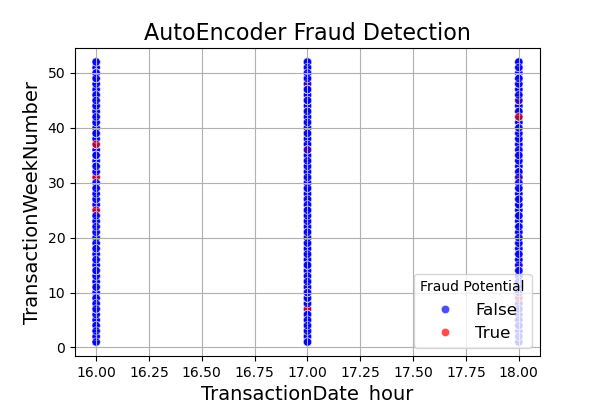 AutoEncoder Fraud Detection
TransactionWeekNumber
50
40
30
20
10
0
Fraud Potential
False
True
16.00 16.25 16.50 16.75 17.00 17.25 17.50 17.75 18.00
TransactionDate_hour